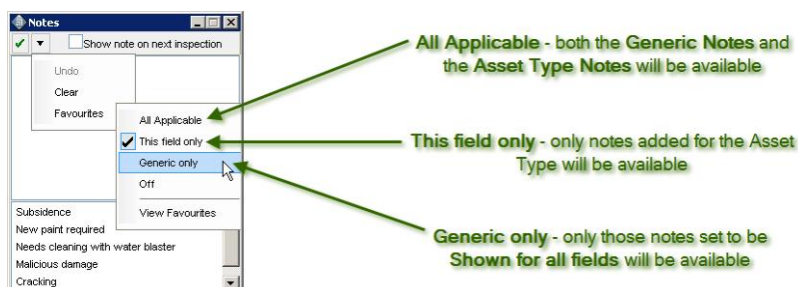 Notes
Show note on next inspection
Undo
Clear
Favourites
All Applicable
This field only
Generic only
Off
View Favourites
Subsidence
New paint required
Needs cleaning with water blaster
Malicious damage
Cracking
All Applicable - both the Generic Notes and
the Asset Type Notes will be available
This field only - only notes added for the Asset
Type will be available
Generic only - only those notes set to be
Shown for all fields will be available